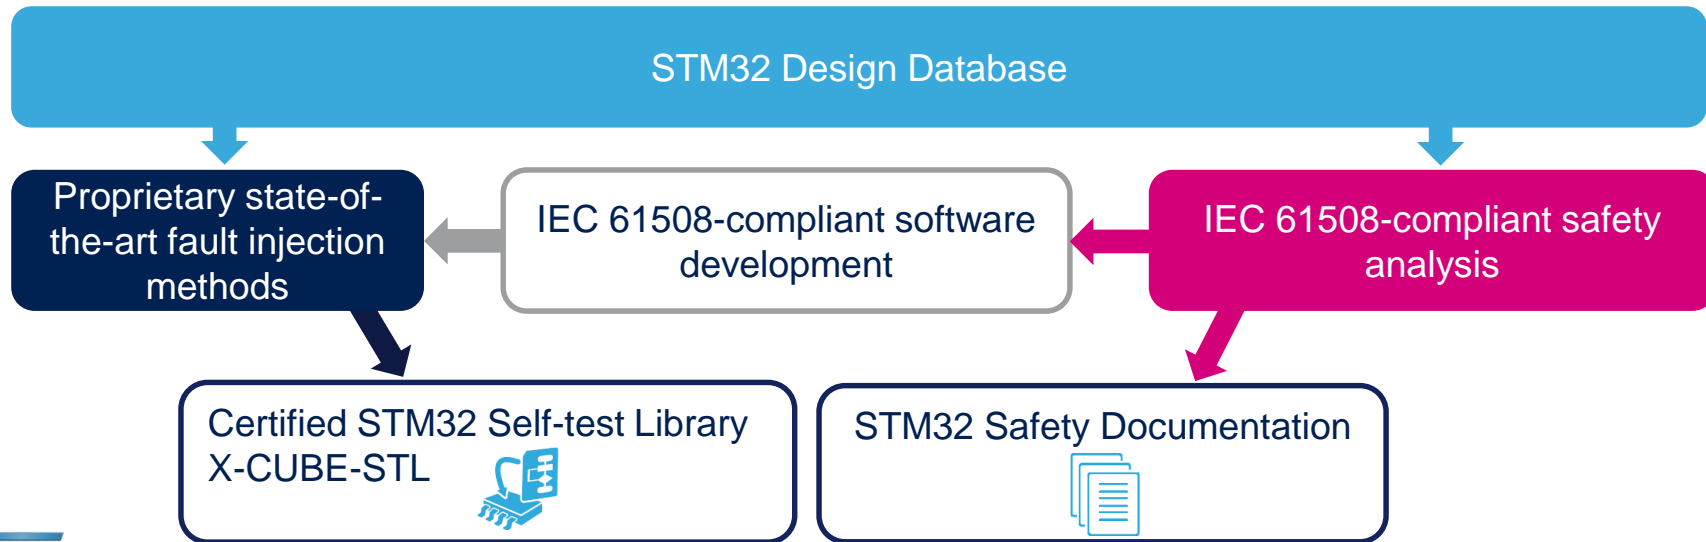 STM32 Design Database
Proprietary state-of-
the-art fault injection
methods
IEC 61508-compliant software
development
IEC 61508-compliant safety
analysis
Certified STM32 Self-test Library
X-CUBE-STL
STM32 Safety Documentation